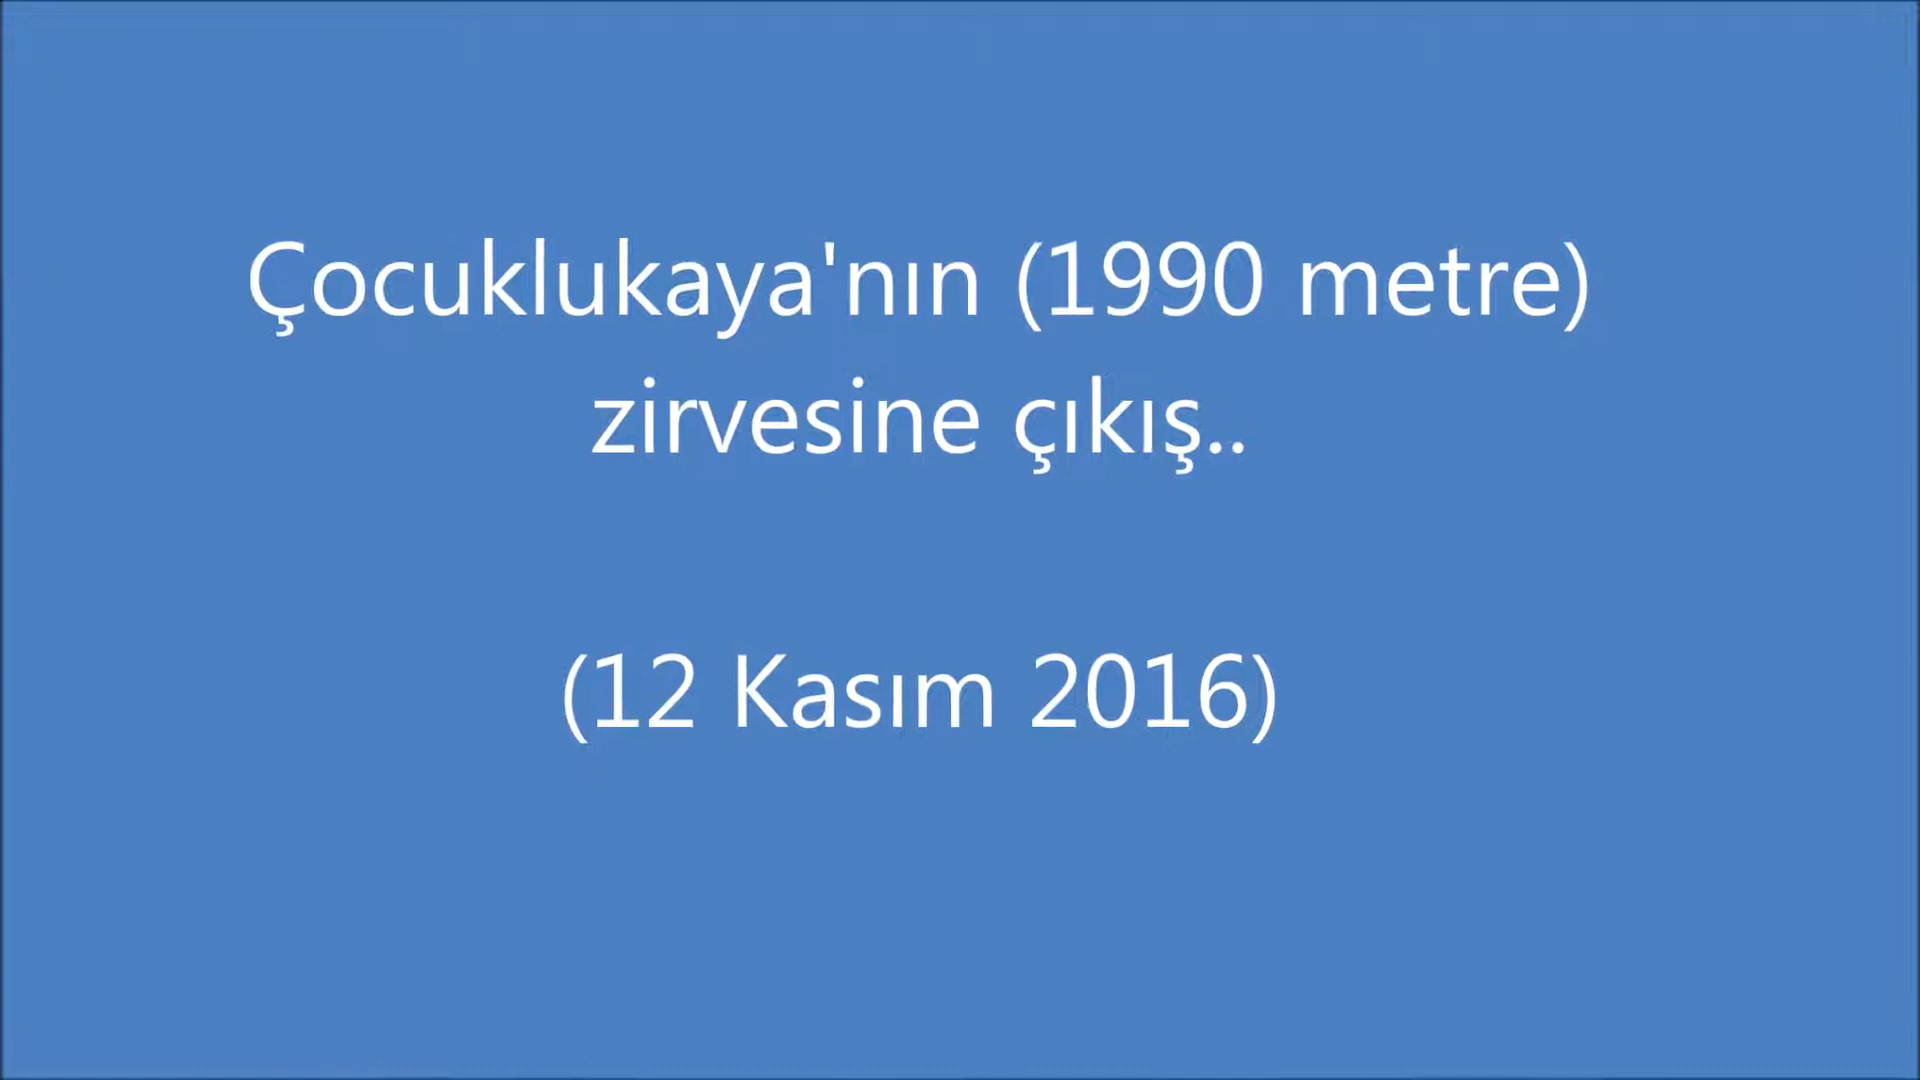 Çocuklukaya'nın (1990 metre)
zirvesine çıkış..
(12 Kasım 2016)